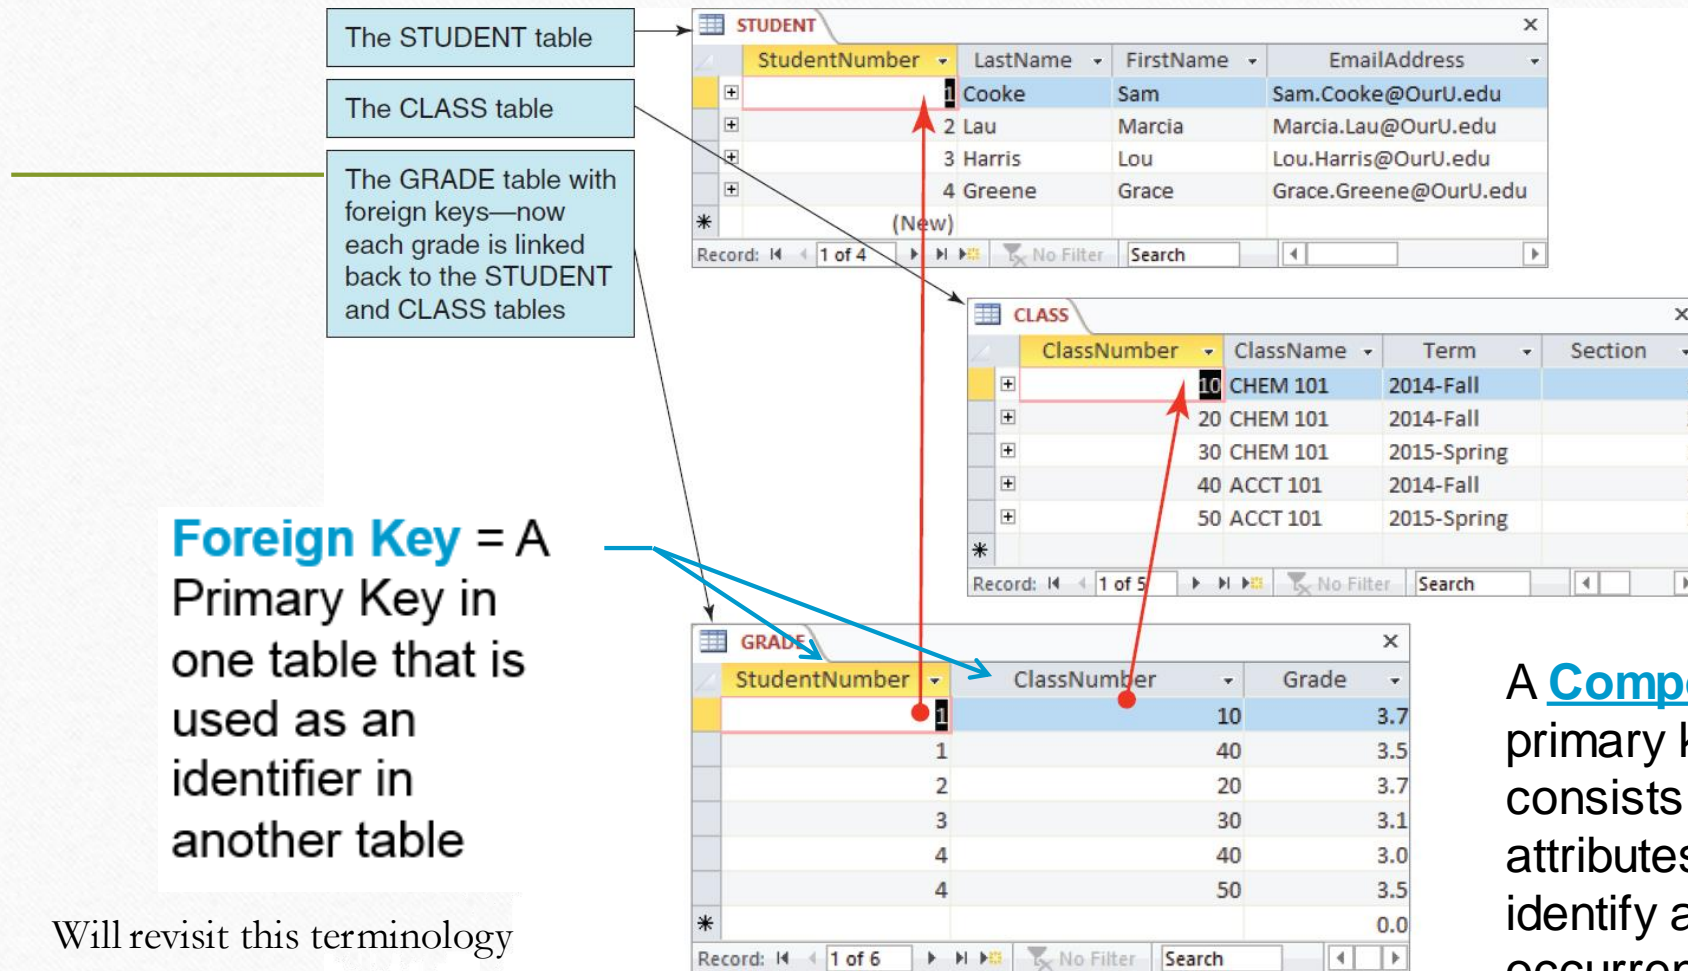 The STUDENT table
The CLASS table
The GRADE table with
foreign keys—now
each grade is linked
back to the STUDENT
and CLASS tables
STUDENT
StudentNumber LastName FirstName EmailAddress
1 Cooke Sam Sam.Cooke@OurU.edu
2 Lau Marcia Marcia.Lau@OurU.edu
3 Harris Lou Lou.Harris@OurU.edu
4 Greene Grace Grace.Greene@OurU.edu
(New)
Record: 1 of 4 No Filter Search
CLASS
ClassNumber ClassName Term Section
10 CHEM 101 2014-Fall
20 CHEM 101 2014-Fall
30 CHEM 101 2015-Spring
40 ACCT 101 2014-Fall
50 ACCT 101 2015-Spring
Record: 1 of 5 No Filter Search
Foreign Key = A
Primary Key in
one table that is
used as an
identifier in
another table
Will revisit this terminology
GRADE
StudentNumber ClassNumber Grade
1 10 3.7
1 40 3.5
2 20 3.7
3 30 3.1
4 40 3.0
4 50 3.5
0.0
Record: 1 of 6 No Filter Search
A
primary
consists
attributes
identify